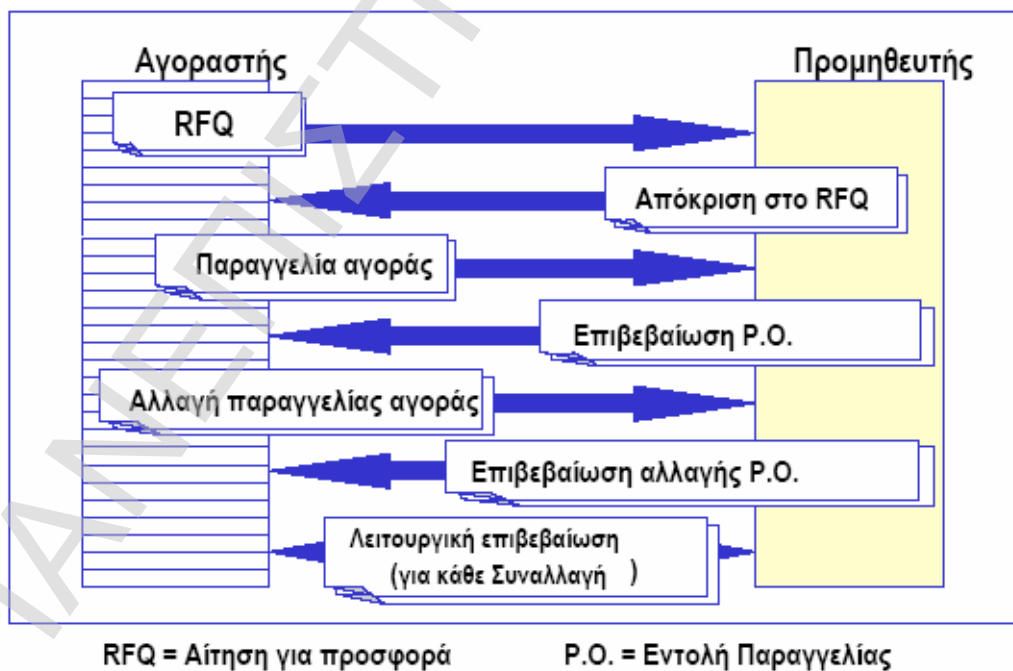 Αγοραστής
Προμηθευτής
RFQ
Απόκριση στο RFQ
Παραγγελία αγοράς
Επιβεβαίωση P.O.
Αλλαγή παραγγελίας αγοράς
Επιβεβαίωση αλλαγής P.O.
Λειτουργική επιβεβαίωση
(για κάθε Συναλλαγή )
RFQ = Αίτηση για προσφορά
P.O. = Εντολή Παραγγελίας